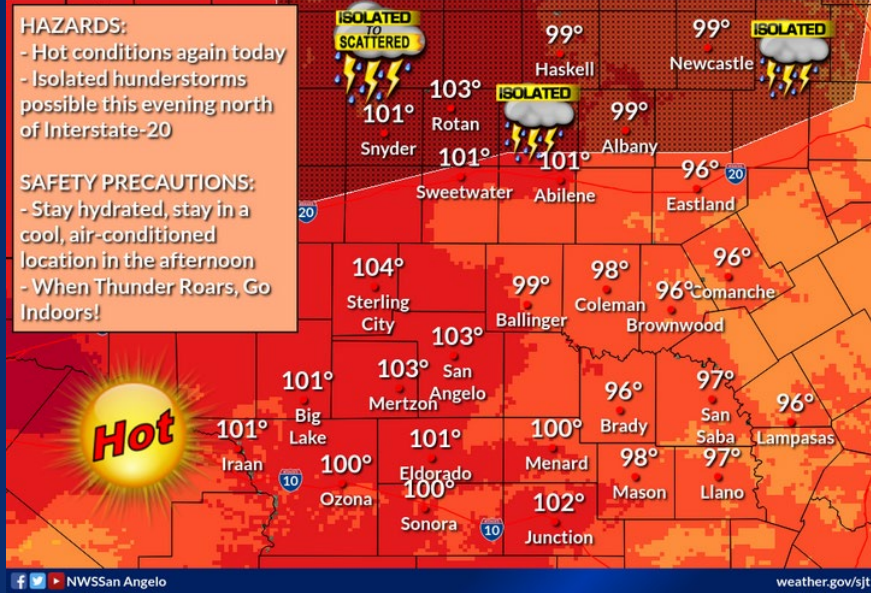 HAZARDS:
- Hot conditions again today
- Isolated hunderstorms
possible this evening north
of Interstate-20
SAFETY PRECAUTIONS:
- Stay hydrated, stay in a
cool, air-conditioned
location in the afternoon
- When Thunder Roars, Go
Indoors!
ISOLATED
TO
SCATTERED
99°
Haskell
99°
Newcastle
ISOLATED
103°
Rotan
ISOLATED
101°
Snyder
99°
Albany
101°
Sweetwater
101°
Abilene
96°
Eastland
20
20
104°
Sterling
City
99°
Ballinger
98°
Coleman
96°
Brownwood
96°
Comanche
103°
San
Angelo
103°
Mertzon
101°
Big
Lake
96°
Brady
97°
San
Saba
96°
Lampasas
Hot
101°
Iraan
100°
Ozona
101°
Eldorado
100°
Menard
98°
Mason
97°
Llano
10
100°
Sonora
102°
Junction
10
NWSSan Angelo
weather.gov/sjt